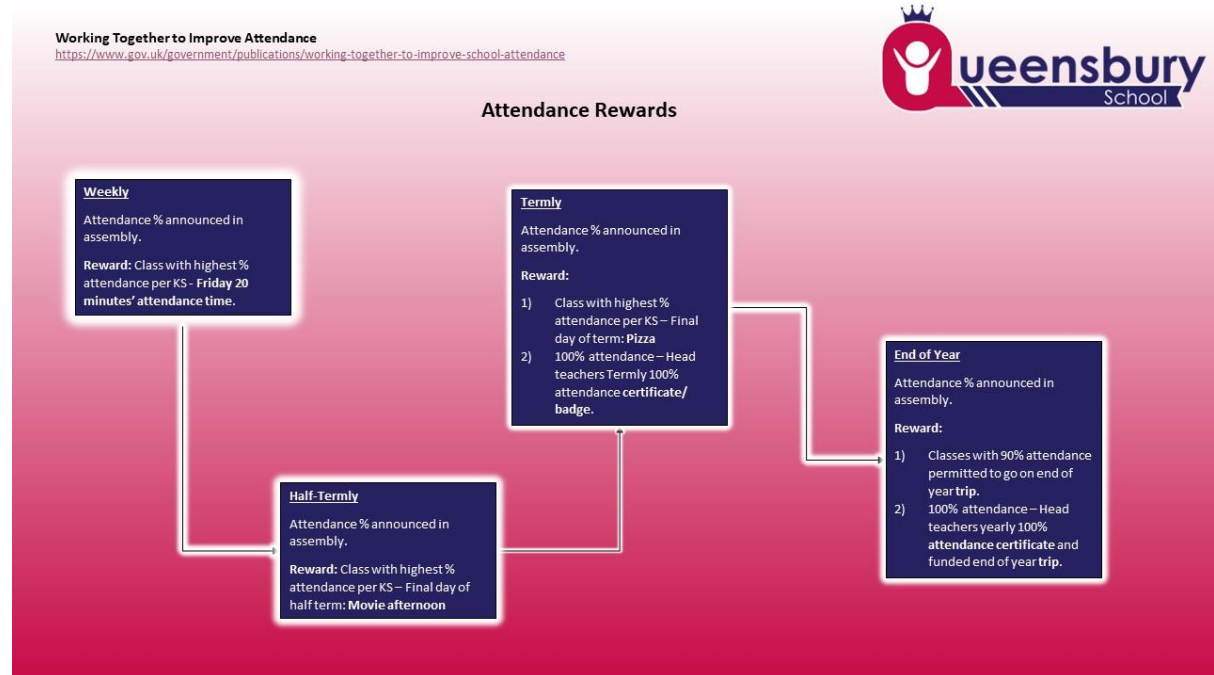 Working Together to Improve Attendance
https://www.gov.uk/government/publications/working-together-to-improve-school-attendance
Queensbury
School
Attendance Rewards
Weekly
Attendance % announced in
assembly.
Reward: Class with highest %
attendance per KS - Friday 20
minutes’ attendance time.
Half-Termly
Attendance % announced in
assembly.
Reward: Class with highest %
attendance per KS – Final day of
half term: Movie afternoon
Termly
Attendance % announced in
assembly.
Reward:
1) Class with highest %
attendance per KS – Final
day of term: Pizza
2) 100% attendance – Head
teachers Termly 100%
attendance certificate/
badge.
End of Year
Attendance % announced in
assembly.
Reward:
1) Classes with 90% attendance
permitted to go on end of
year trip.
2) 100% attendance – Head
teachers yearly 100%
attendance certificate and
funded end of year trip.